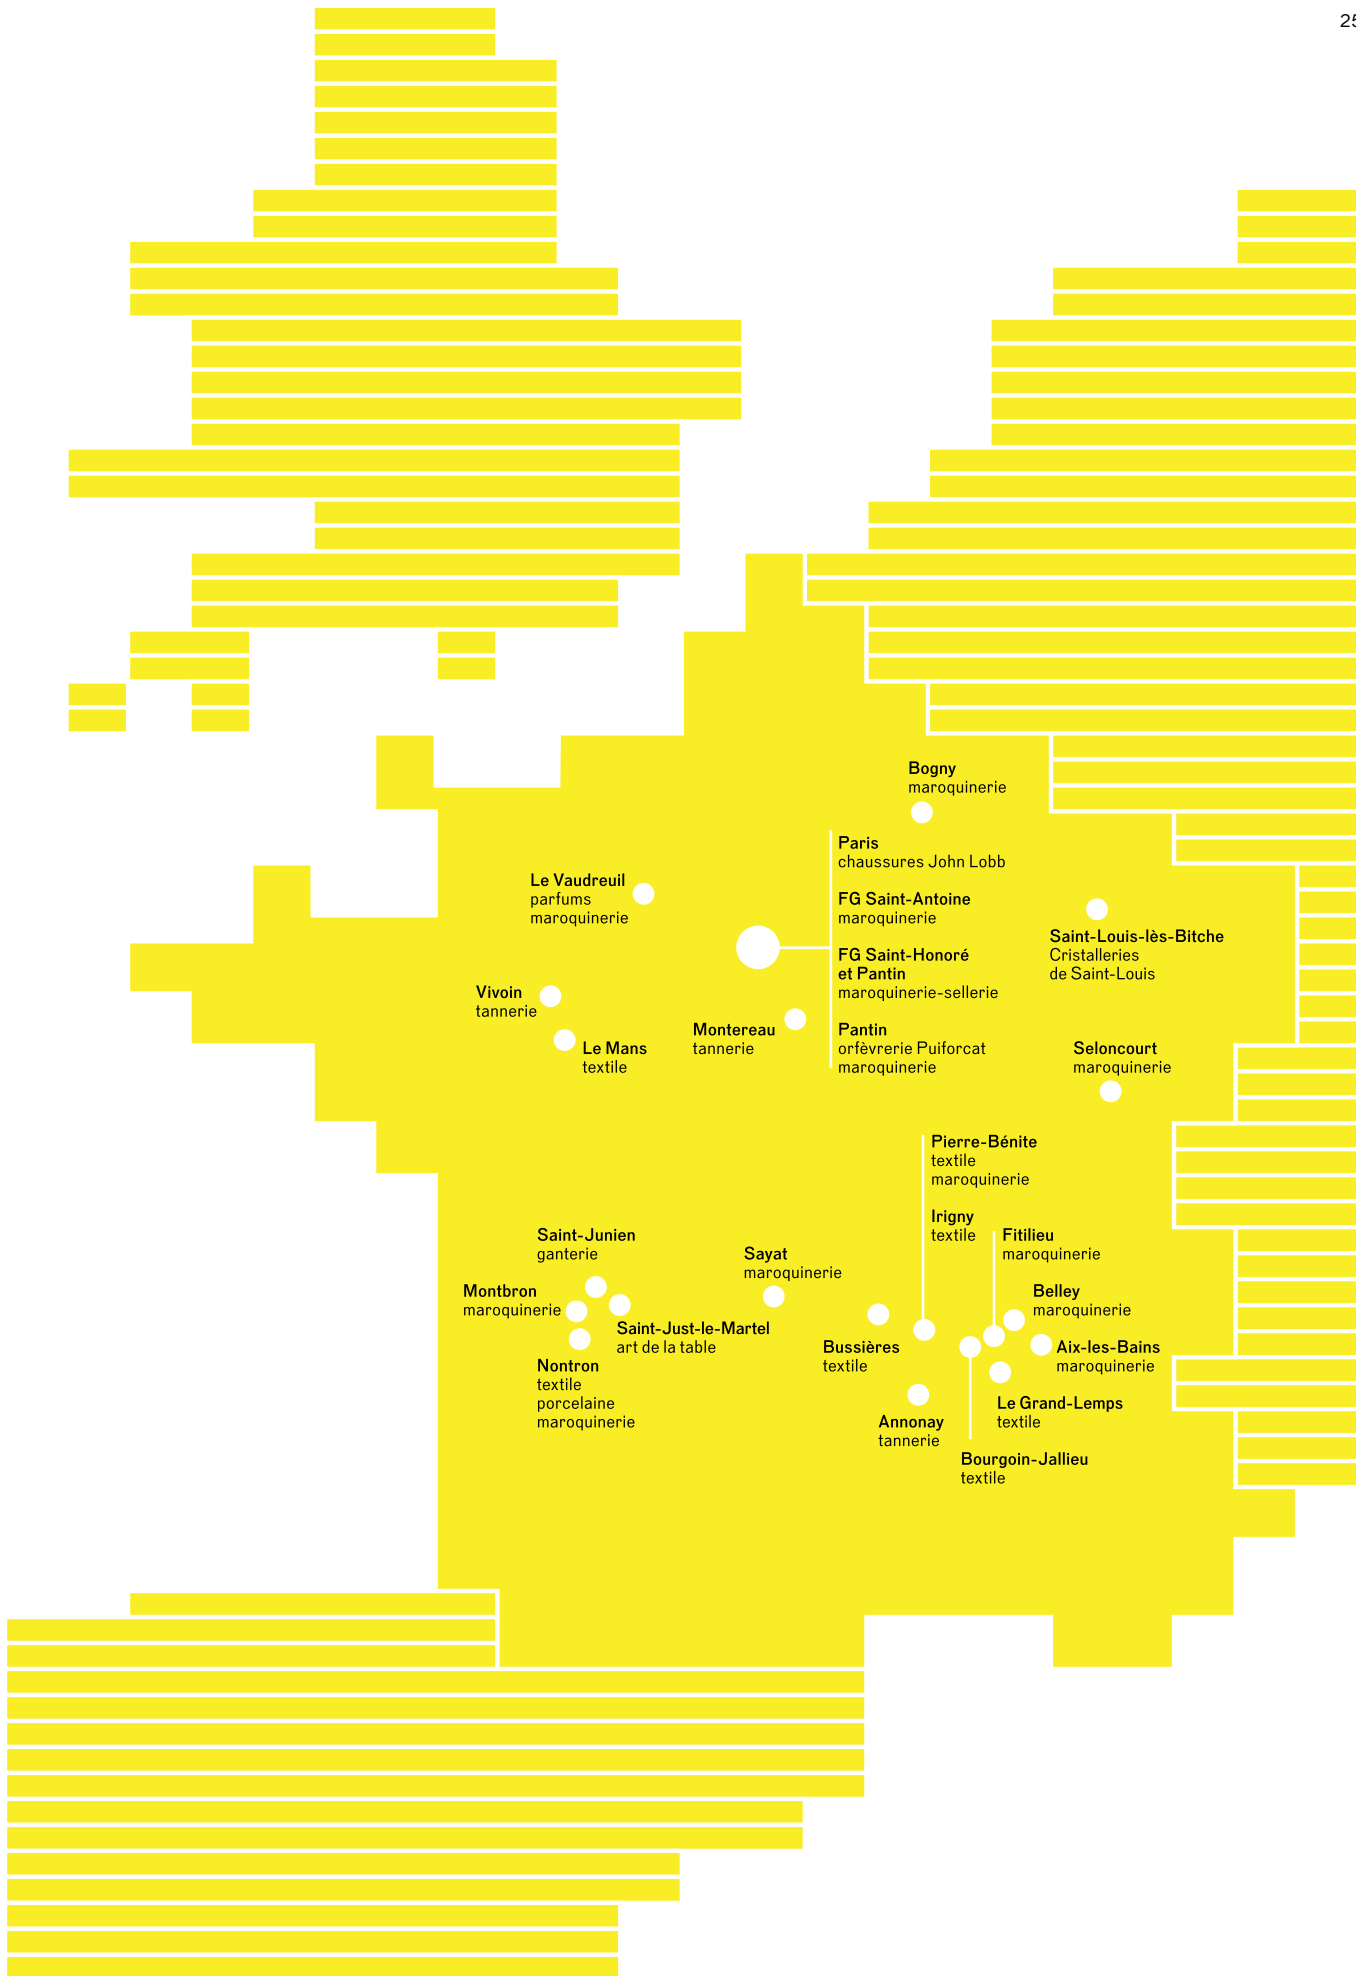 25
Bogny
maroquinerie
Paris
chaussures John Lobb
FG Saint-Antoine
maroquinerie
FG Saint-Honoré
et Pantin
maroquinerie-sellerie
Pantin
orfèvrerie Puiforcat
maroquinerie
Le Vaudreuil
parfums
maroquinerie
Saint-Louis-lès-Bitche
Cristalleries
de Saint-Louis
Vivoin
tannerie
Le Mans
textile
Montereau
tannerie
Seloncourt
maroquinerie
Pierre-Bénite
textile
maroquinerie
Irigny
textile
Fitilieu
maroquinerie
Saint-Junien
ganterie
Sayat
maroquinerie
Montbron
maroquinerie
Belley
maroquinerie
Saint-Just-le-Martel
art de la table
Bussières
textile
Aix-les-Bains
maroquinerie
Nontron
textile
porcelaine
maroquinerie
Le Grand-Lemps
textile
Annonay
tannerie
Bourgoin-Jallieu
textile